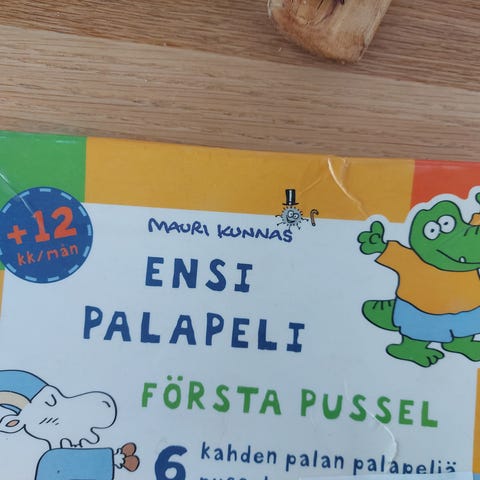 +12
kk/mån
MAURI KUNNAS
ENSI
PALAPELI
FÖRSTA PUSSEL
6 kahden palan palapeliä